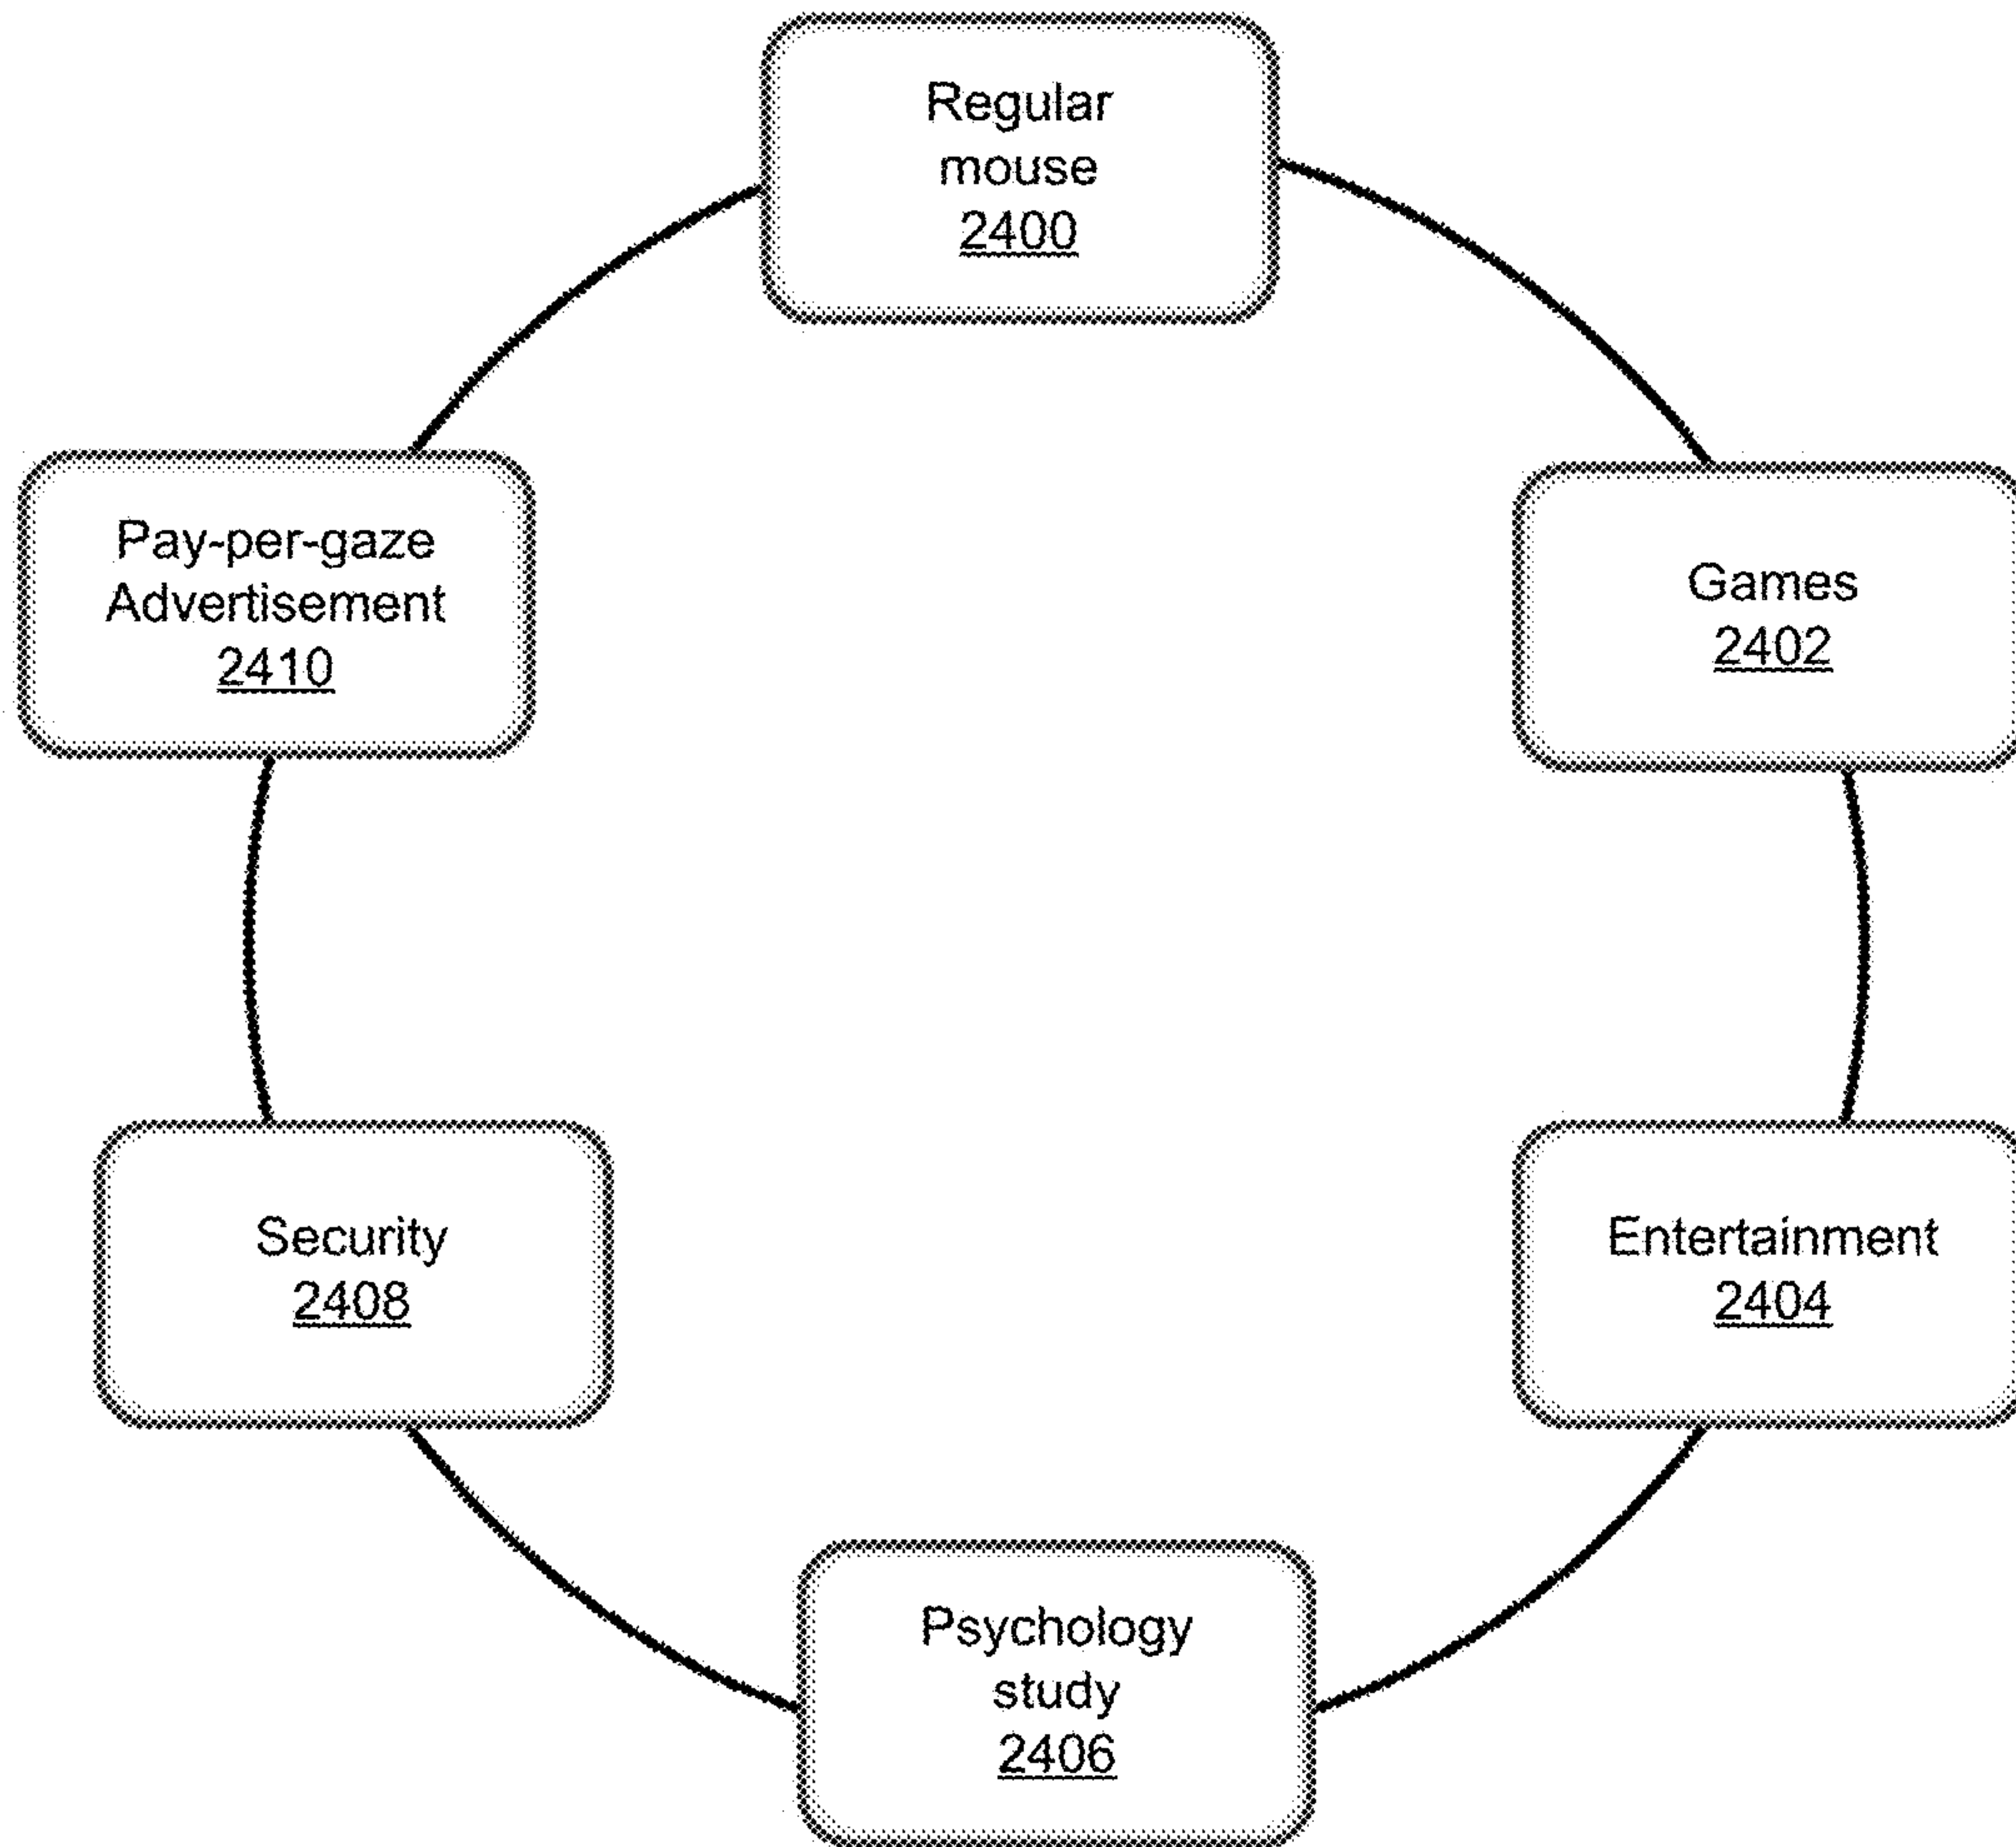 Regular
mouse
2400
Pay-per-gaze
Advertisement
2410
Games
2402
Security
2408
Entertainment
2404
Psychology
study
2406